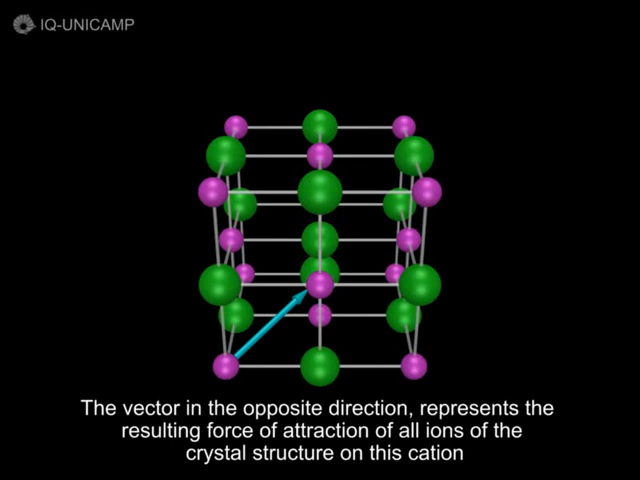 IQ-UNICAMP
The vector in the opposite direction, represents the
resulting force of attraction of all ions of the
crystal structure on this cation